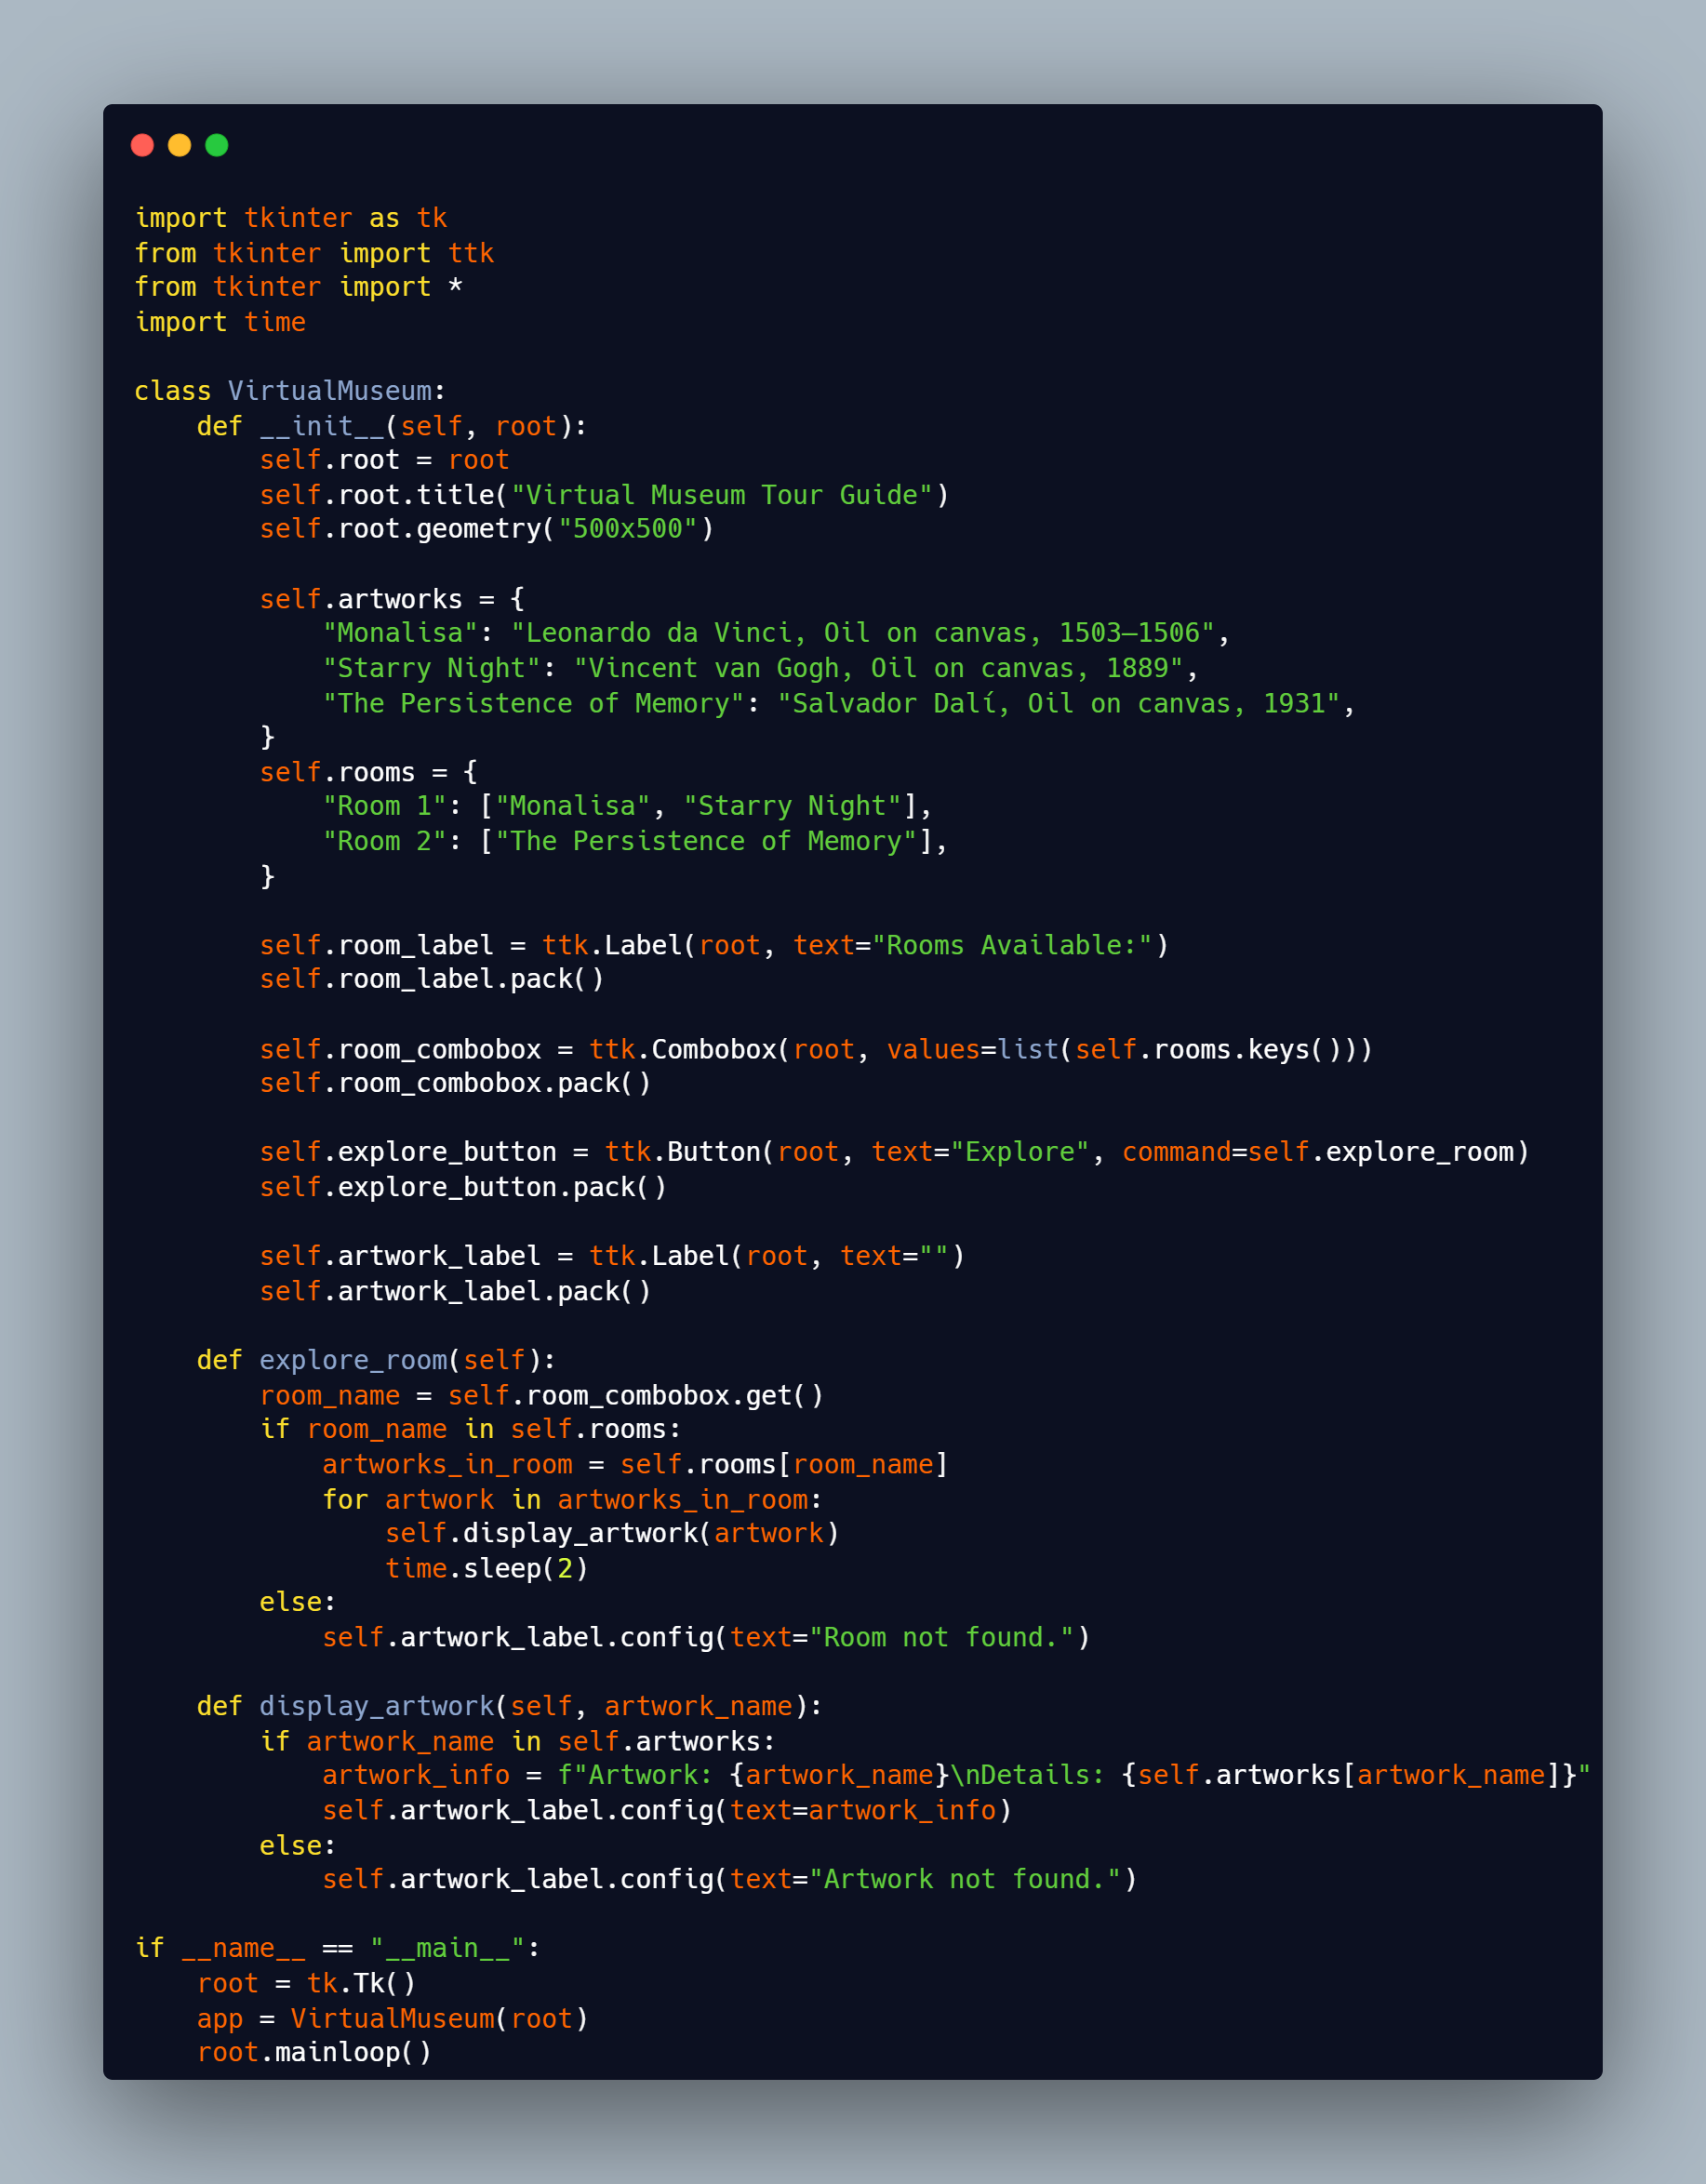 import tkinter as tk
from tkinter import ttk
from tkinter import *
import time

class VirtualMuseum:
    def __init__(self, root):
        self.root = root
        self.root.title("Virtual Museum Tour Guide")
        self.root.geometry("500x500")

        self.artworks = {
            "Monalisa": "Leonardo da Vinci, Oil on canvas, 1503–1506",
            "Starry Night": "Vincent van Gogh, Oil on canvas, 1889",
            "The Persistence of Memory": "Salvador Dalí, Oil on canvas, 1931",
        }
        self.rooms = {
            "Room 1": ["Monalisa", "Starry Night"],
            "Room 2": ["The Persistence of Memory"],
        }

        self.room_label = ttk.Label(root, text="Rooms Available:")
        self.room_label.pack()

        self.room_combobox = ttk.Combobox(root, values=list(self.rooms.keys()))
        self.room_combobox.pack()

        self.explore_button = ttk.Button(root, text="Explore", command=self.explore_room)
        self.explore_button.pack()

        self.artwork_label = ttk.Label(root, text="")
        self.artwork_label.pack()

    def explore_room(self):
        room_name = self.room_combobox.get()
        if room_name in self.rooms:
            artworks_in_room = self.rooms[room_name]
            for artwork in artworks_in_room:
                self.display_artwork(artwork)
                time.sleep(2)
        else:
            self.artwork_label.config(text="Room not found.")

    def display_artwork(self, artwork_name):
        if artwork_name in self.artworks:
            artwork_info = f"Artwork: {artwork_name}\nDetails: {self.artworks[artwork_name]}"
            self.artwork_label.config(text=artwork_info)
        else:
            self.artwork_label.config(text="Artwork not found.")

if __name__ == "__main__":
    root = tk.Tk()
    app = VirtualMuseum(root)
    root.mainloop()